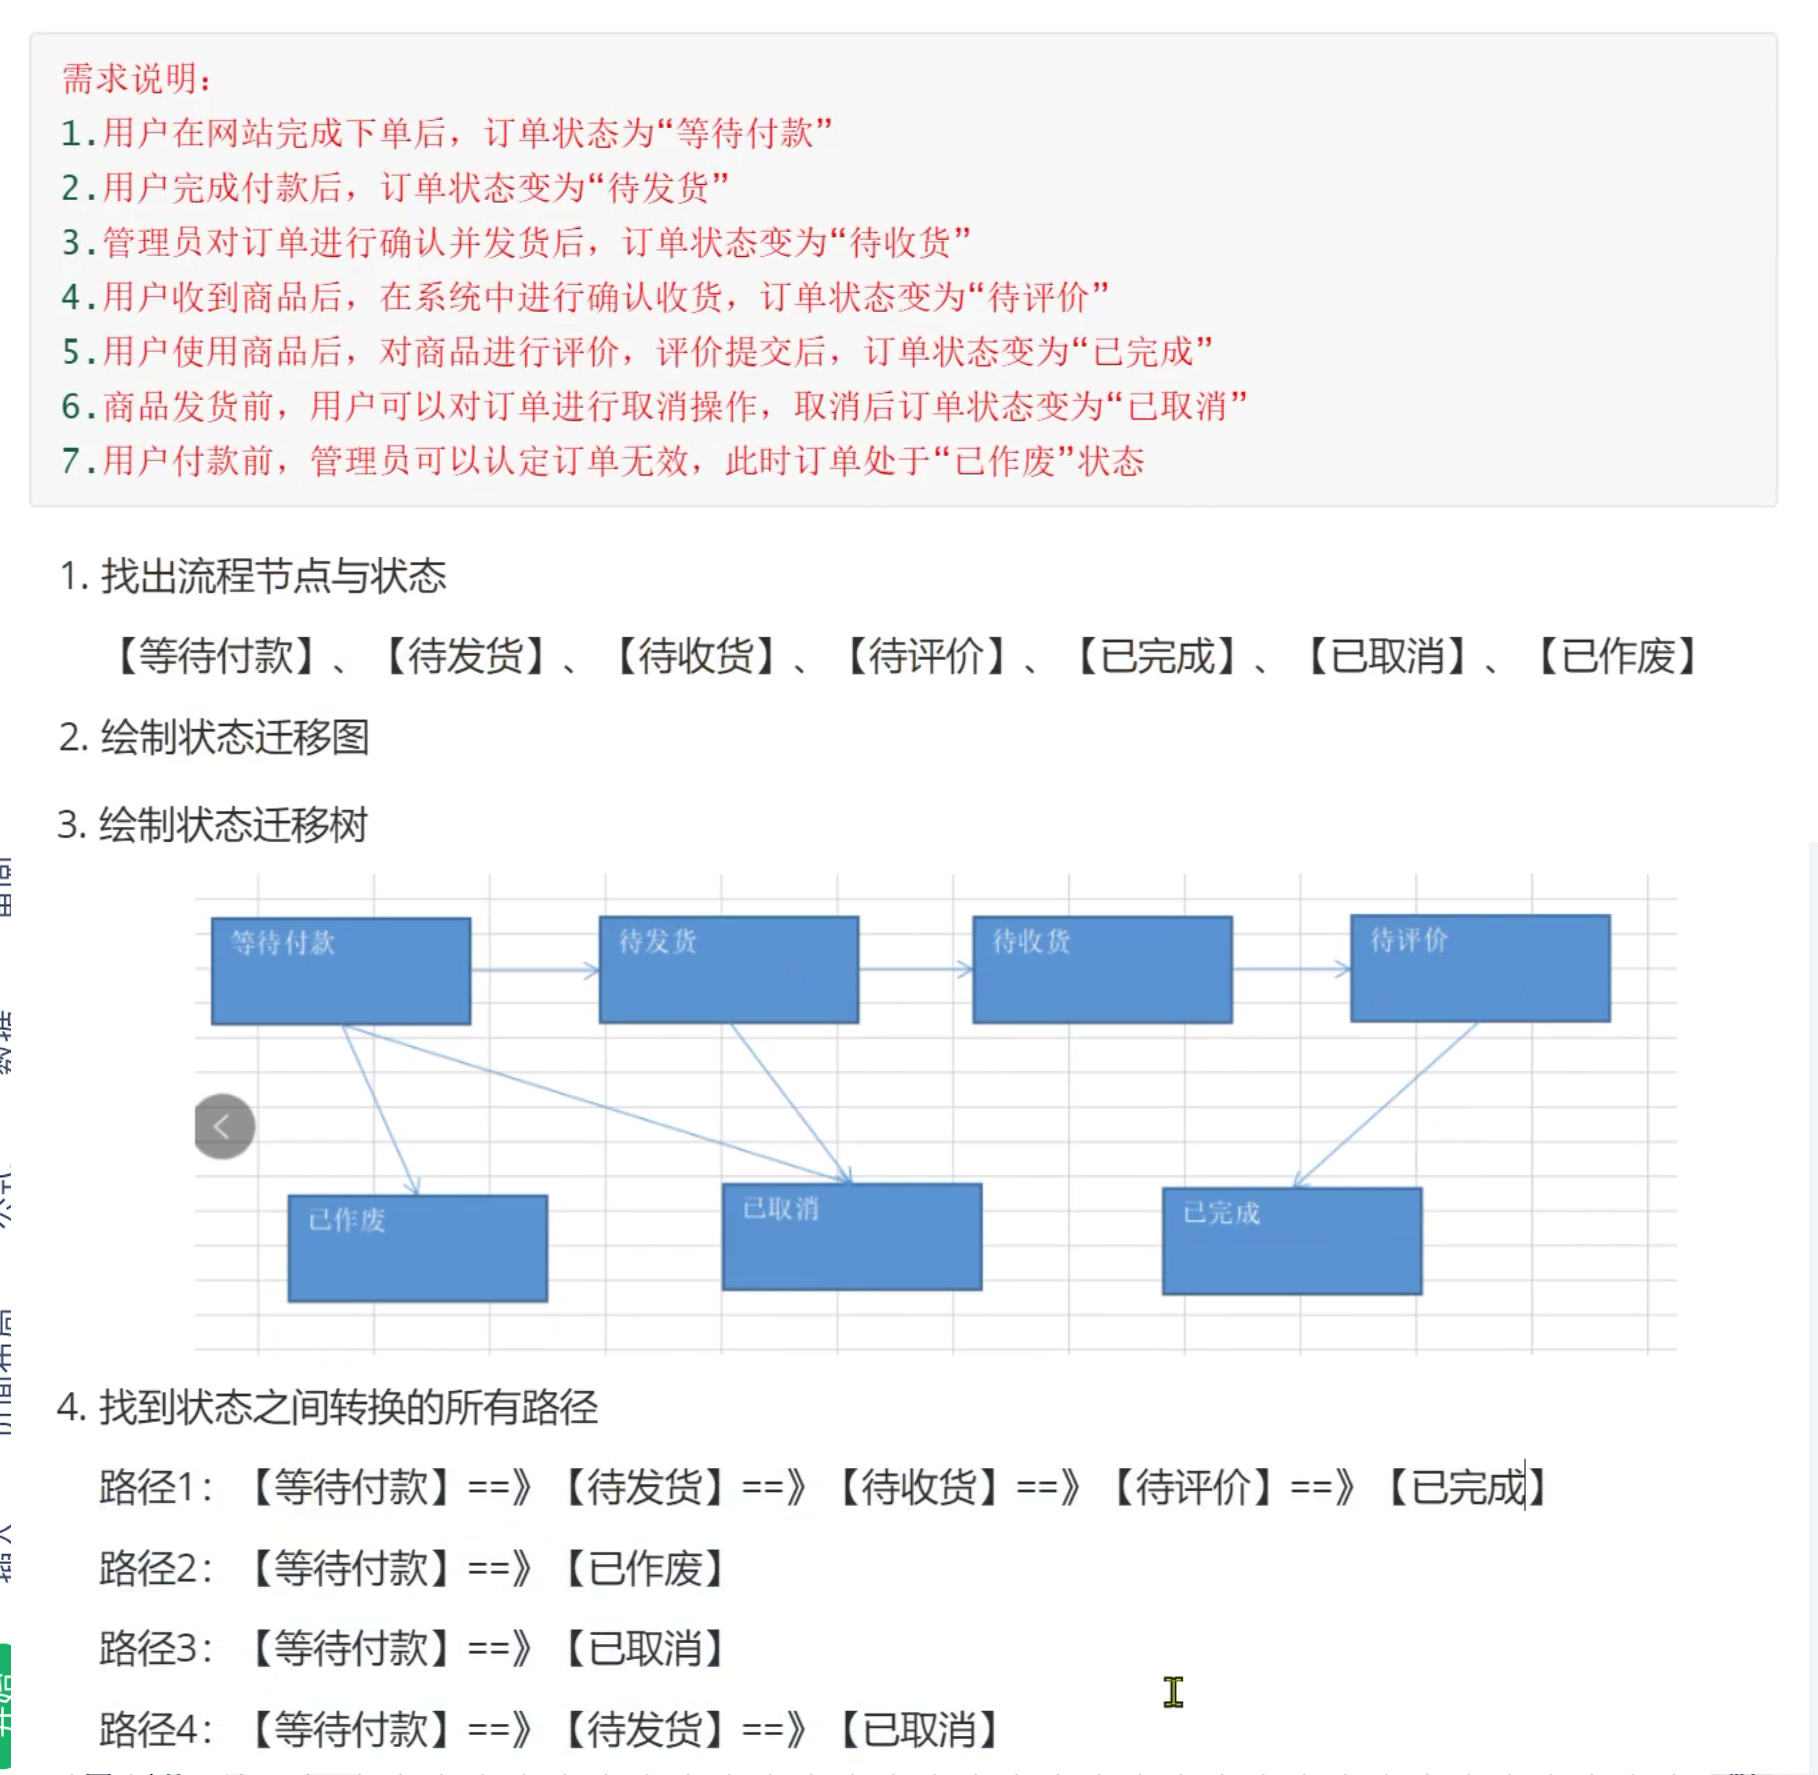 需求说明：
1.用户在网站完成下单后，订单状态为“等待付款”
2.用户完成付款后，订单状态变为“待发货”
3.管理员对订单进行确认并发货后，订单状态变为“待收货”
4.用户收到商品后，在系统中进行确认收货，订单状态变为“待评价”
5.用户使用商品后，对商品进行评价，评价提交后，订单状态变为“已完成”
6.商品发货前，用户可以对订单进行取消操作，取消后订单状态变为“已取消”
7.用户付款前，管理员可以认定订单无效，此时订单处于“已作废”状态
1. 找出流程节点与状态
【等待付款】、【待发货】、【待收货】、【待评价】、【已完成】、【已取消】、【已作废】
2. 绘制状态迁移图
3. 绘制状态迁移树
等待付款
待发货
待收货
待评价
已作废
已取消
已完成
4. 找到状态之间转换的所有路径
路径1：【等待付款】==》【待发货】==》【待收货】==》【待评价】==》【已完成】
路径2：【等待付款】==》【已作废】
路径3：【等待付款】==》【已取消】
路径4：【等待付款】==》【待发货】==》【已取消】